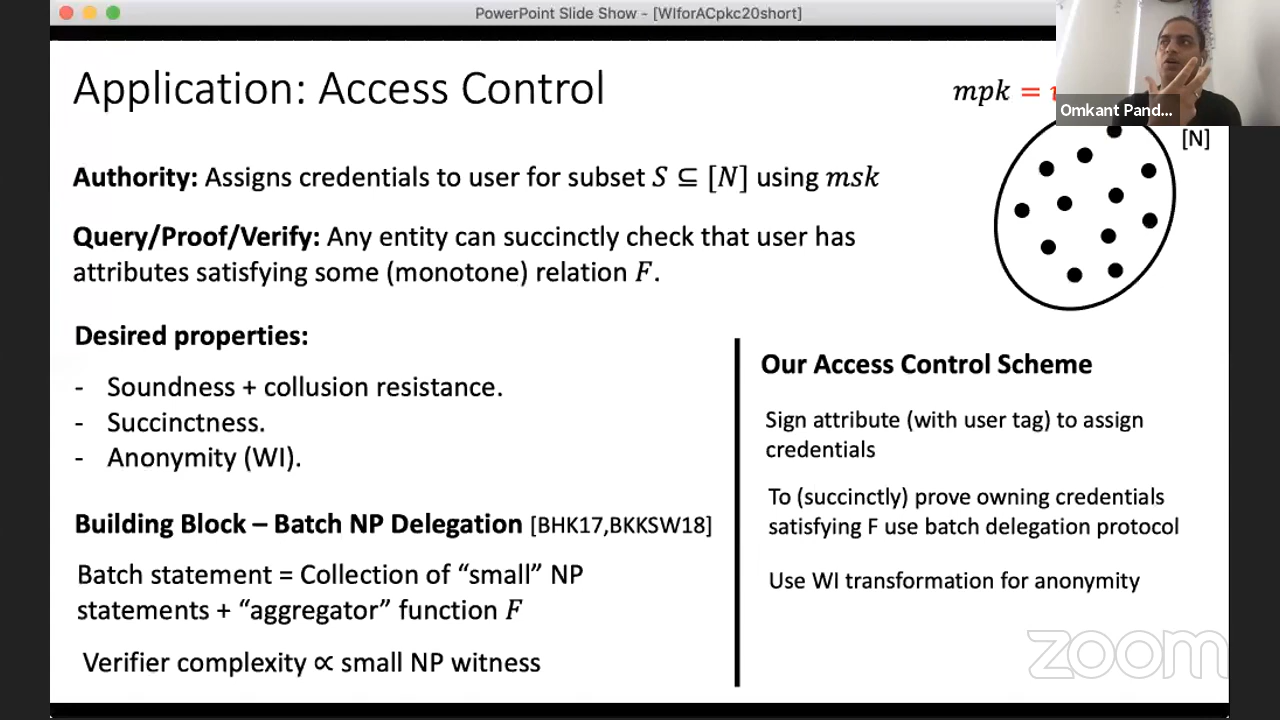 PowerPoint Slide Show - [WIforACpkc20short]
Application: Access Control
mpk =
Omkant Pand...
[N]
Authority: Assigns credentials to user for subset S ⊆ [N] using msk
Query/Proof/Verify: Any entity can succinctly check that user has
attributes satisfying some (monotone) relation F.
Desired properties:
- Soundness + collusion resistance.
- Succinctness.
- Anonymity (WI).
Building Block – Batch NP Delegation [BHK17,BKKSW18]
Batch statement = Collection of “small” NP
statements + “aggregator” function F
Verifier complexity ∝ small NP witness
Our Access Control Scheme
Sign attribute (with user tag) to assign
credentials
To (succinctly) prove owning credentials
satisfying F use batch delegation protocol
Use WI transformation for anonymity
zoom